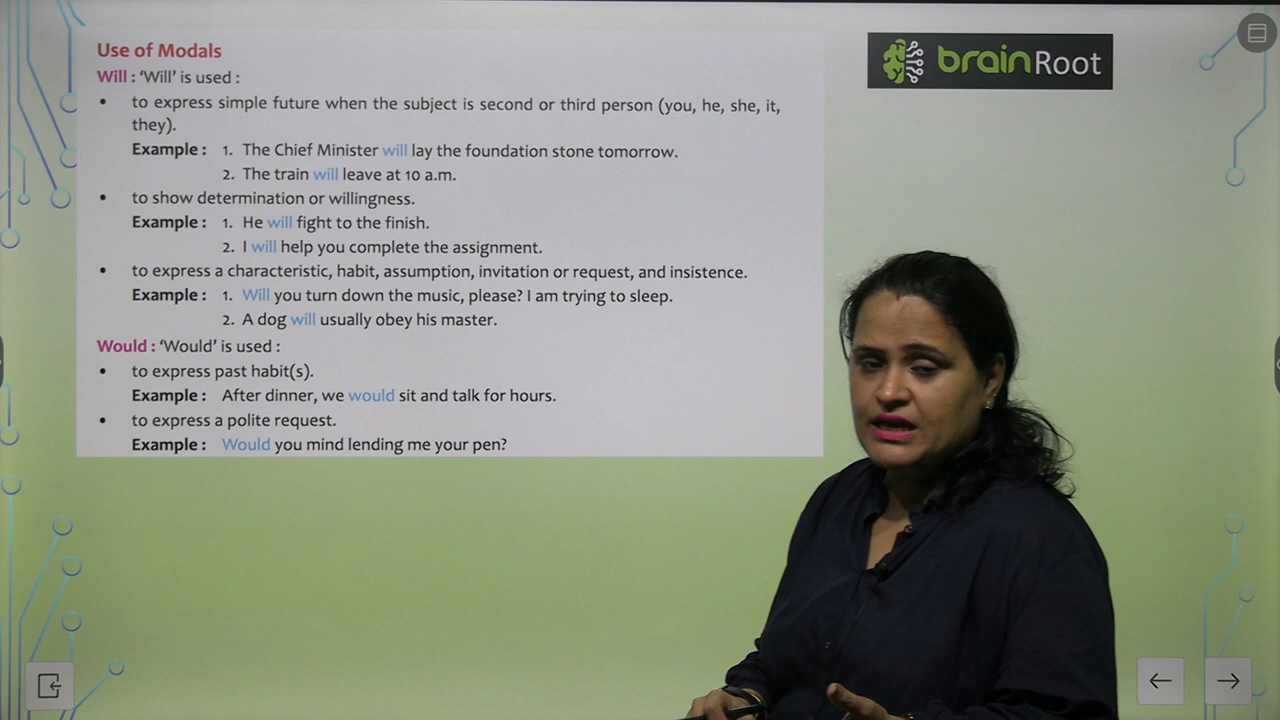 Use of Modals
Will : ‘Will’ is used :
• to express simple future when the subject is second or third person (you, he, she, it,
they).
Example : 1. The Chief Minister will lay the foundation stone tomorrow.
2. The train will leave at 10 a.m.
• to show determination or willingness.
Example : 1. He will fight to the finish.
2. I will help you complete the assignment.
• to express a characteristic, habit, assumption, invitation or request, and insistence.
Example : 1. Will you turn down the music, please? I am trying to sleep.
2. A dog will usually obey his master.
Would : ‘Would’ is used :
• to express past habit(s).
Example : After dinner, we would sit and talk for hours.
• to express a polite request.
Example : Would you mind lending me your pen?
brainRoot